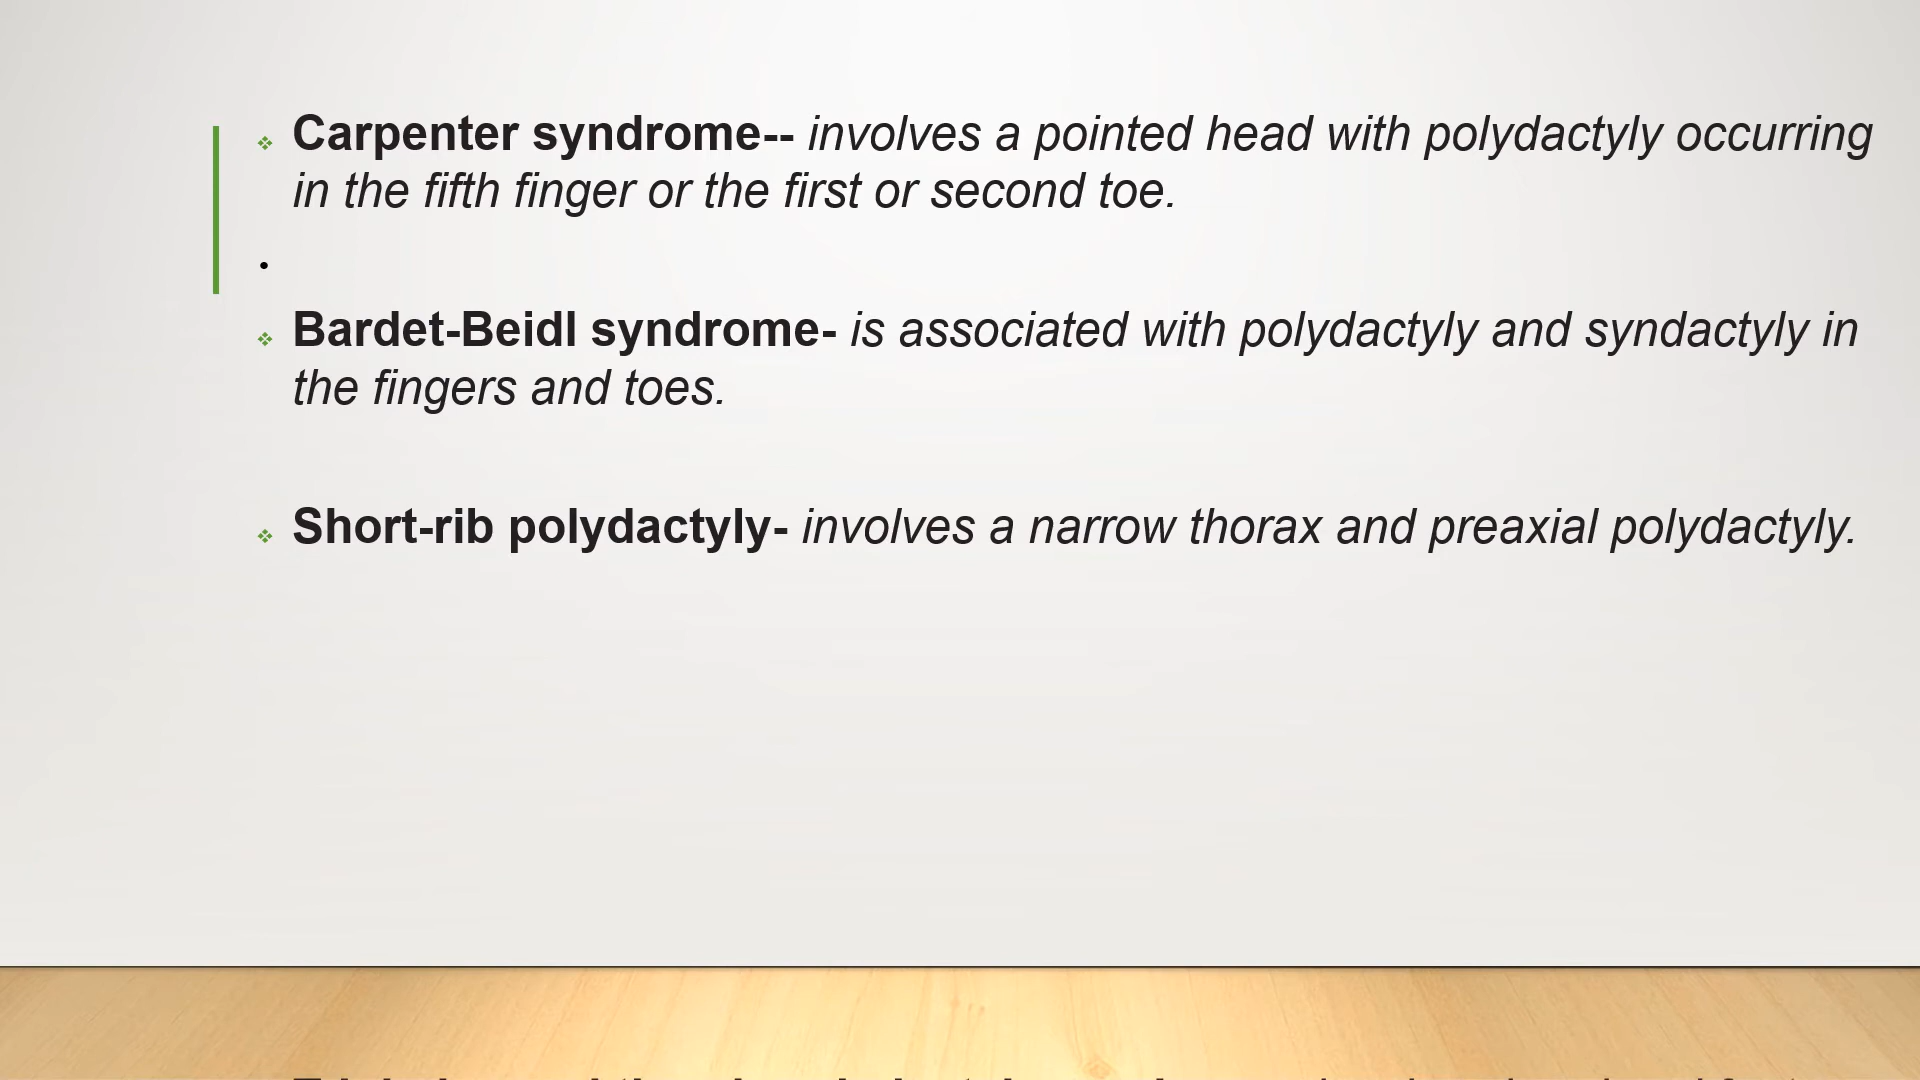 Carpenter syndrome-- involves a pointed head with polydactyly occurring
in the fifth finger or the first or second toe.
Bardet-Beidl syndrome- is associated with polydactyly and syndactyly in
the fingers and toes.
Short-rib polydactyly- involves a narrow thorax and preaxial polydactyly.